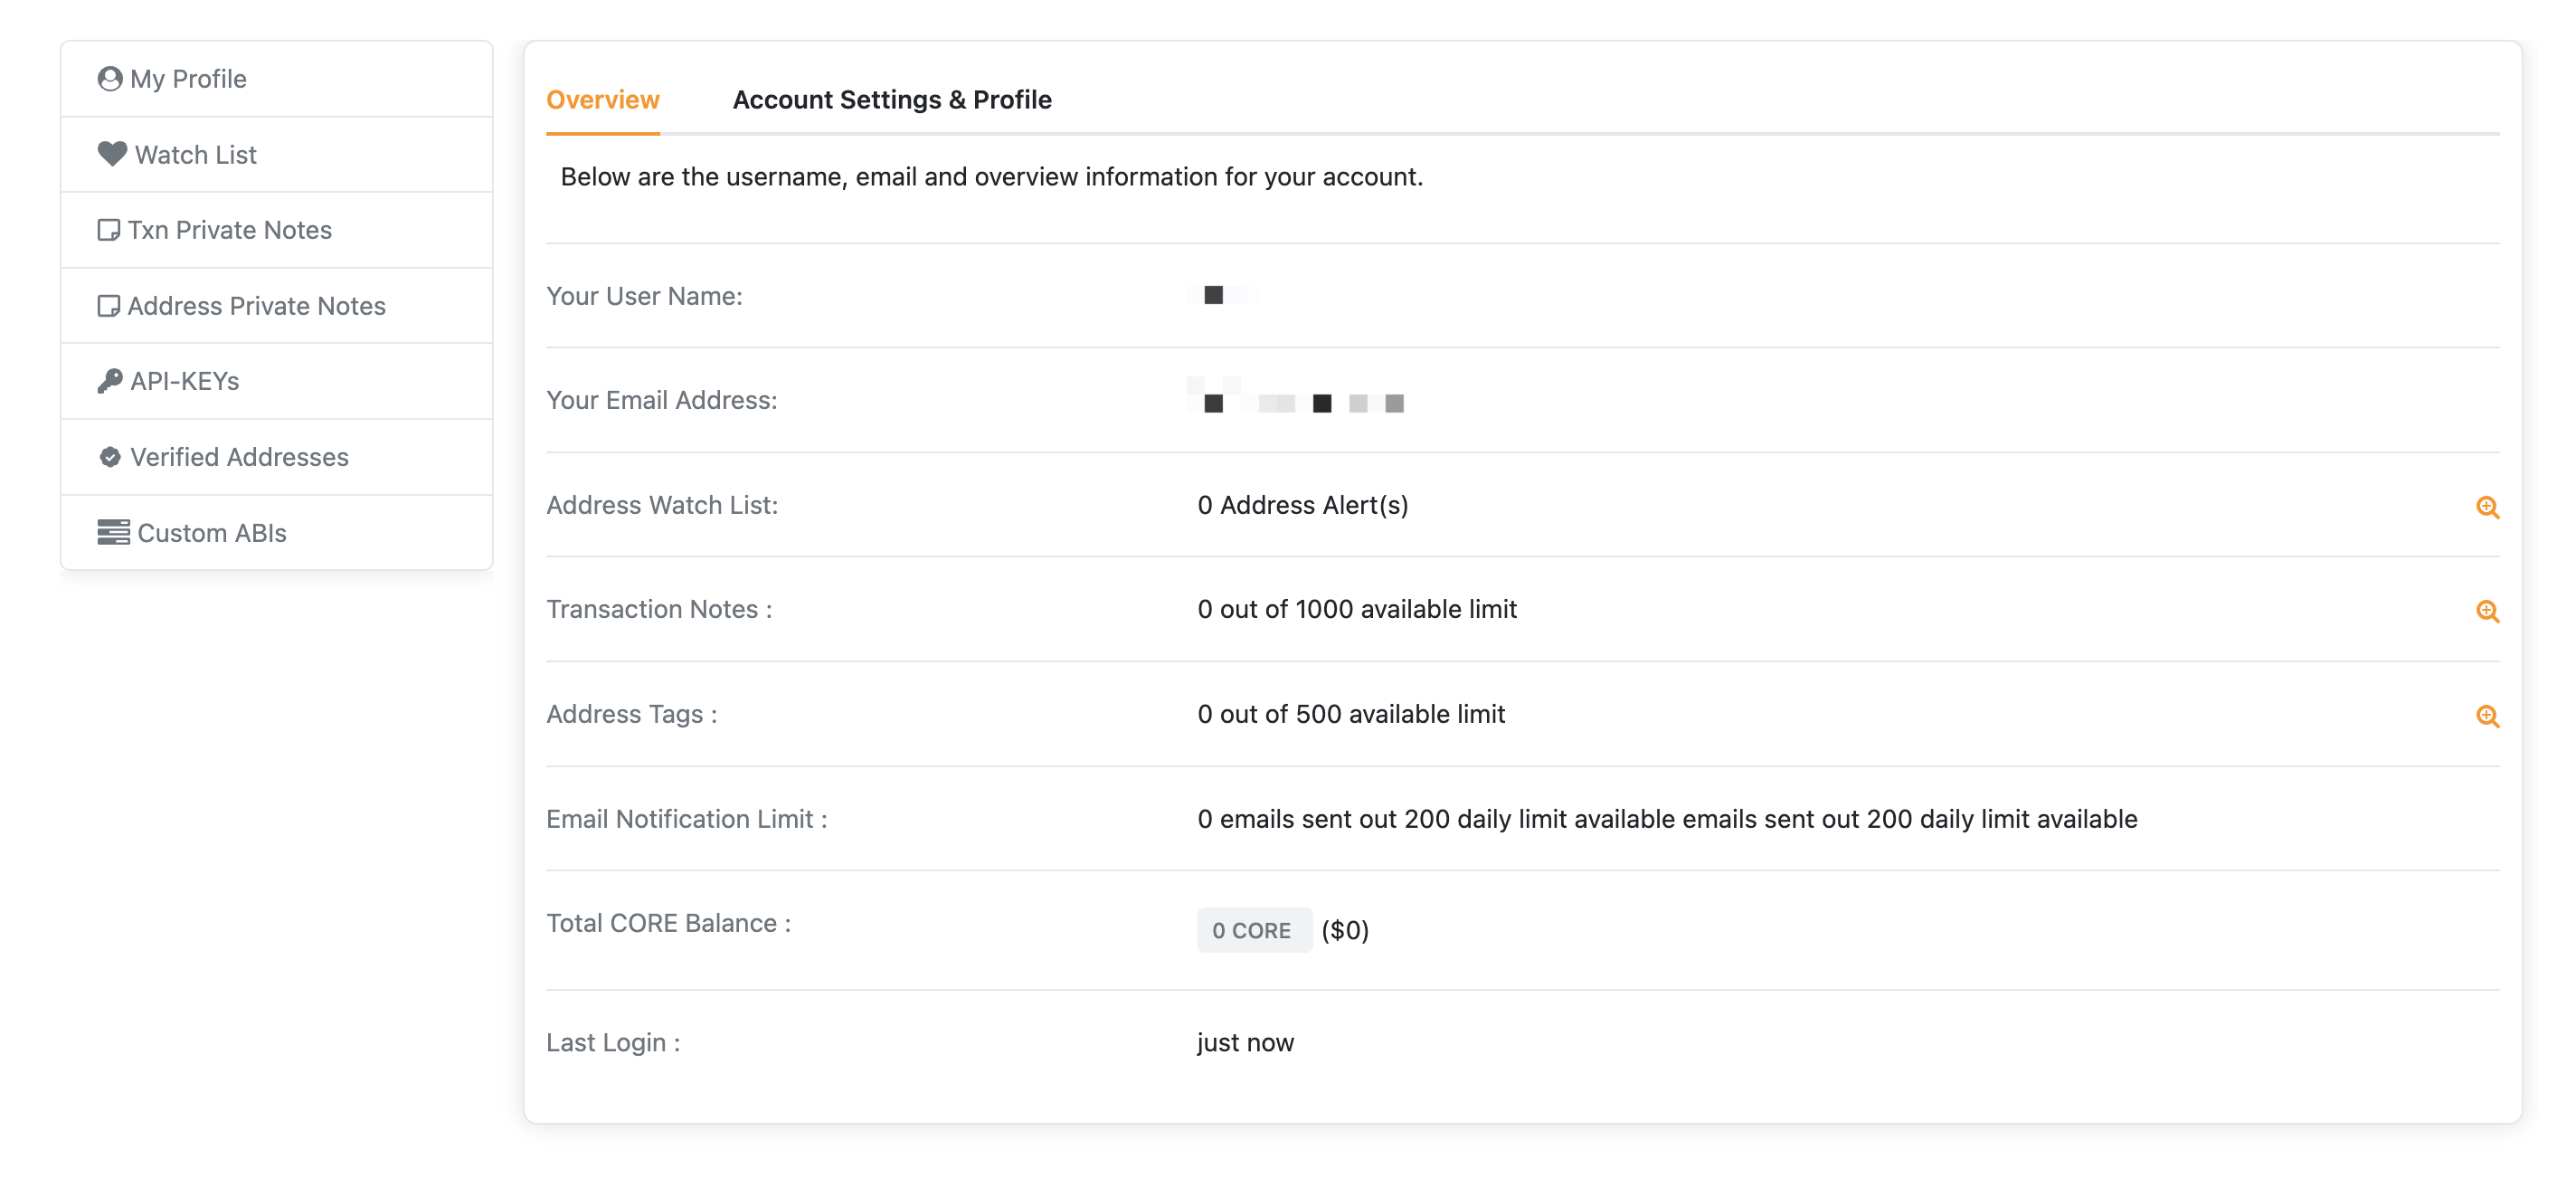 My Profile
Watch List
Txn Private Notes
Address Private Notes
API-KEYs
Verified Addresses
Custom ABIs
Overview Account Settings & Profile
Below are the username, email and overview information for your account.
Your User Name:
Your Email Address:
Address Watch List: 0 Address Alert(s)
Transaction Notes : 0 out of 1000 available limit
Address Tags : 0 out of 500 available limit
Email Notification Limit : 0 emails sent out 200 daily limit available emails sent out 200 daily limit available
Total CORE Balance : 0 CORE ($0)
Last Login : just now